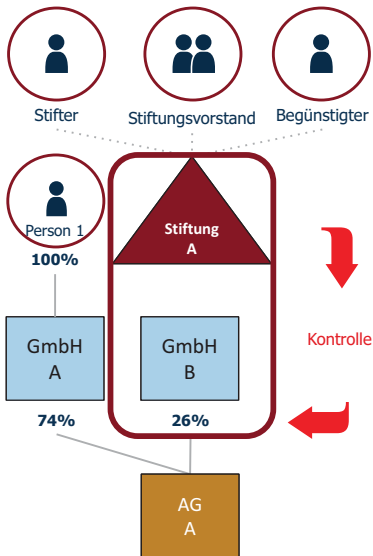 Stifter
Stiftungsvorstand
Begünstigter
Person 1
100%
Stiftung
A
Kontrolle
GmbH
A
GmbH
B
74%
26%
AG
A